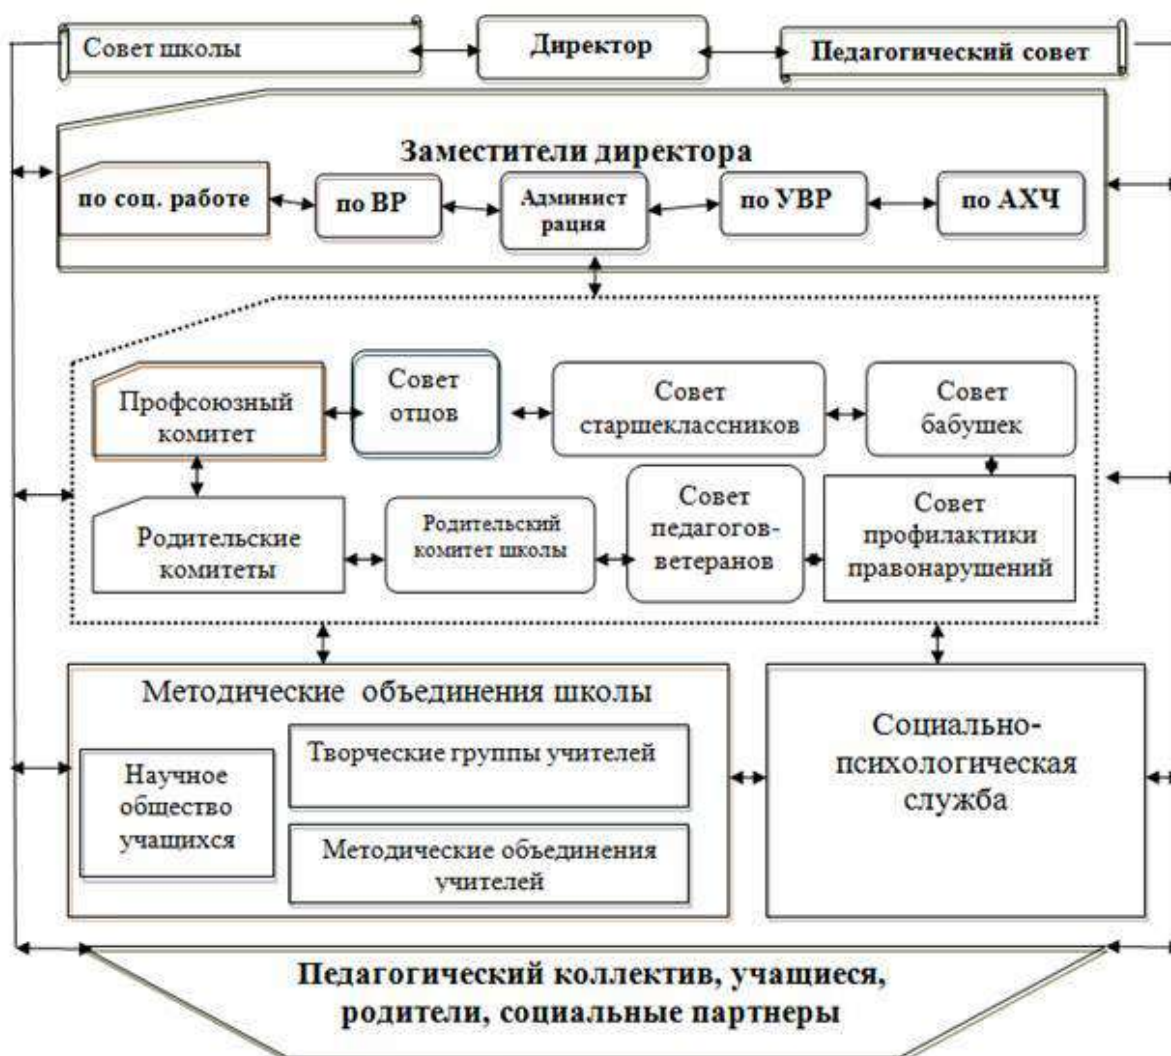 Совет школы
Директор
Педагогический совет
Заместители директора
по соц. работе
по ВР
Админист
рация
по УВР
по АХЧ
Профсоюзный
комитет
Совет
отцов
Совет
старшеклассников
Совет
бабушек
Родительские
комитеты
Родительский
комитет школы
Совет
педагогов-
ветеранов
Совет
профилактики
правонарушений
Методические объединения школы
Научное
общество
учащихся
Творческие группы учителей
Методические объединения
учителей
Социально-
психологическая
служба
Педагогический коллектив, учащиеся,
родители, социальные партнеры